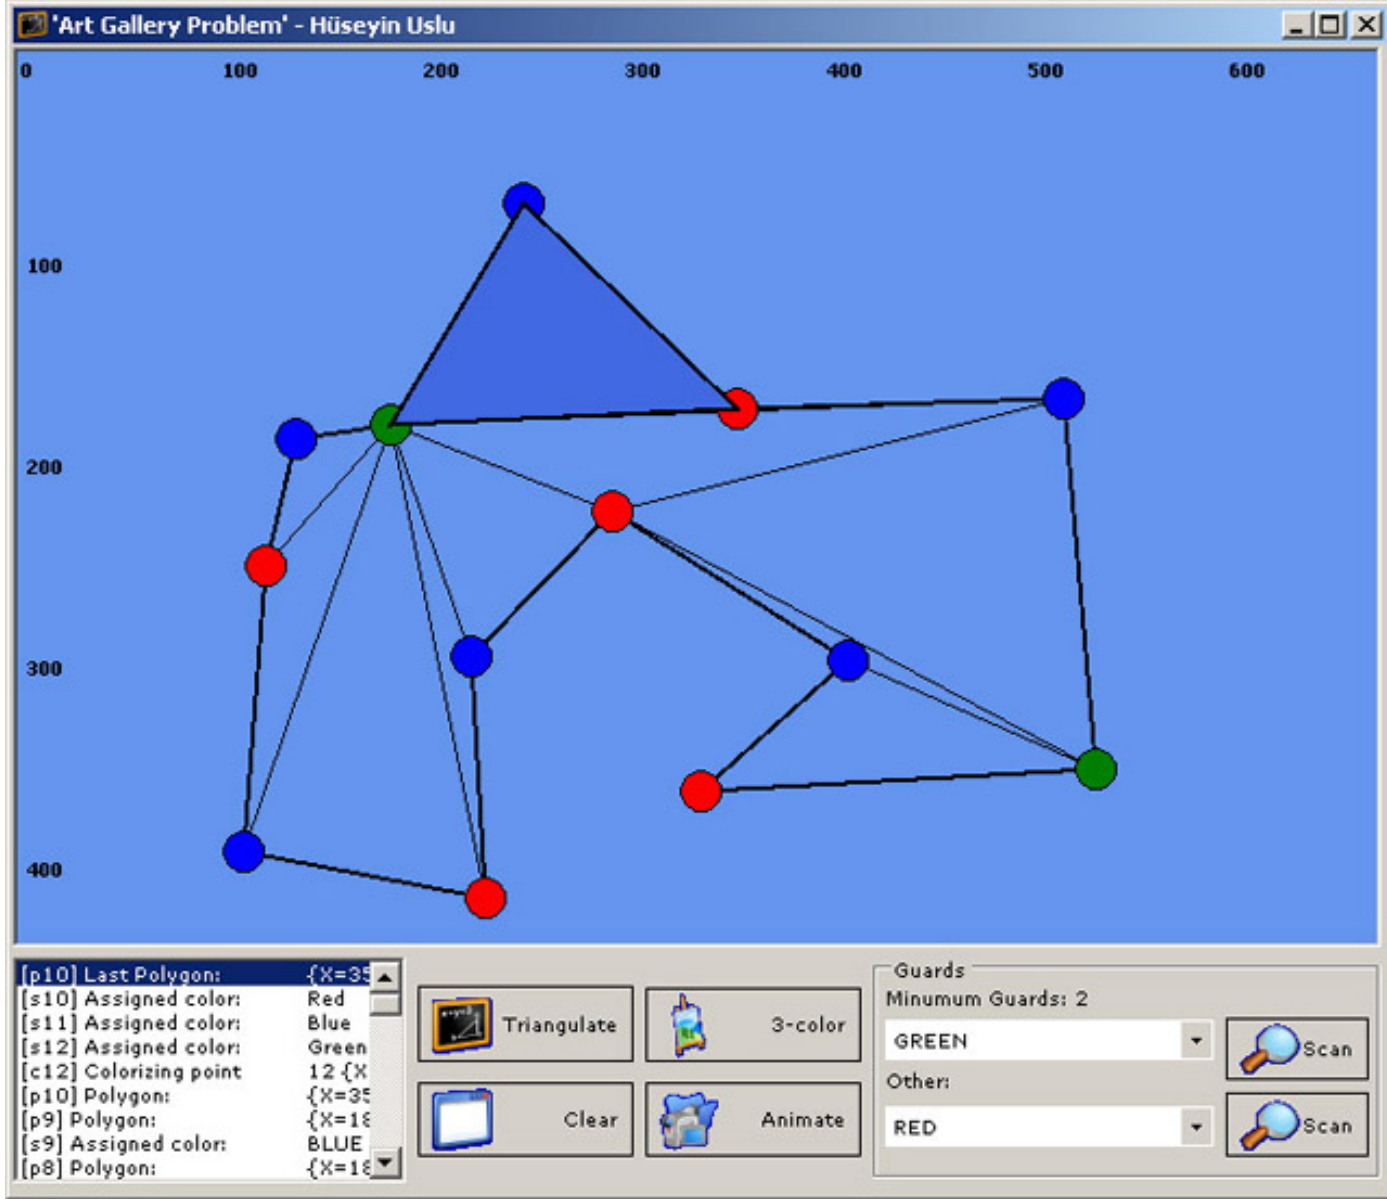 'Art Gallery Problem' - Hüseyin Uslu
0 100 200 300 400 500 600
100
200
300
400
[p10] Last Polygon: {X=35
[s10] Assigned color: Red
[s11] Assigned color: Blue
[s12] Assigned color: Green
[c12] Colorizing point 12 {X
[p10] Polygon: {X=35
[p9] Polygon: {X=18
[s9] Assigned color: BLUE
[p8] Polygon: {X=18
Triangulate
3-color
Clear
Animate
Guards
Minumum Guards: 2
GREEN
Scan
Other:
RED
Scan